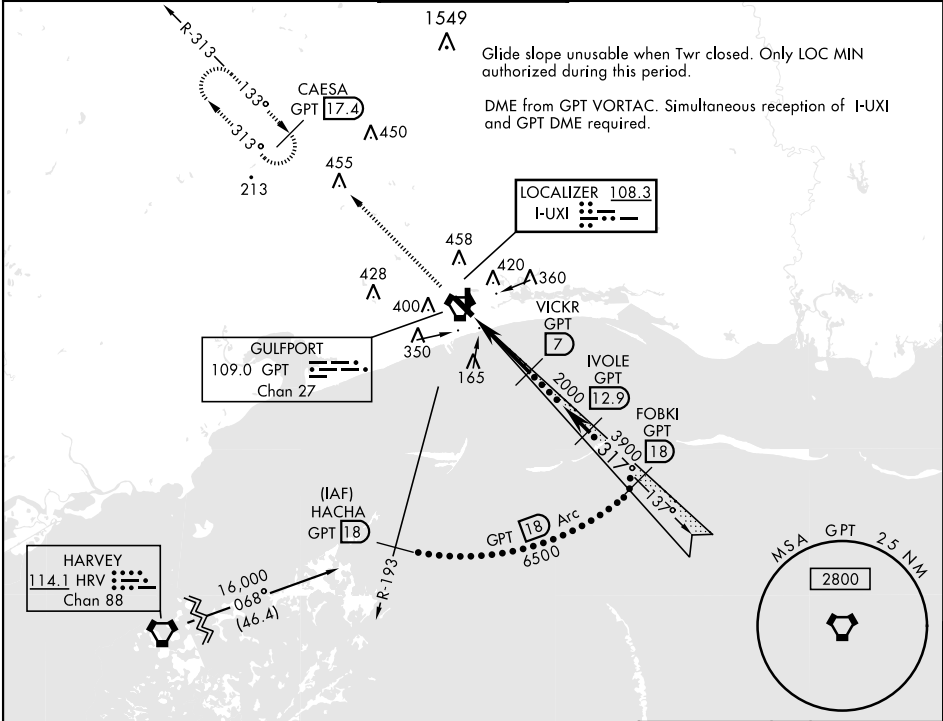 1549
Glide slope unusable when Twr closed. Only LOC MIN
authorized during this period.
DME from GPT VORTAC. Simultaneous reception of I-UXI
and GPT DME required.
R-313
133°
313°
CAESA
GPT 17.4
450
455
213
LOCALIZER 108.3
I-UXI
458
420
360
428
400
350
165
GULFPORT
109.0 GPT
Chan 27
VICKR
GPT
7
2000
IVOLE
GPT
12.9
3900
FOBKI
GPT
18
317°
137°
(IAF)
HACHA
GPT 18
GPT 18 Arc
6500
R-193
HARVEY
114.1 HRV
Chan 88
16,000
068°
(46.4)
MSA GPT 25 NM
2800